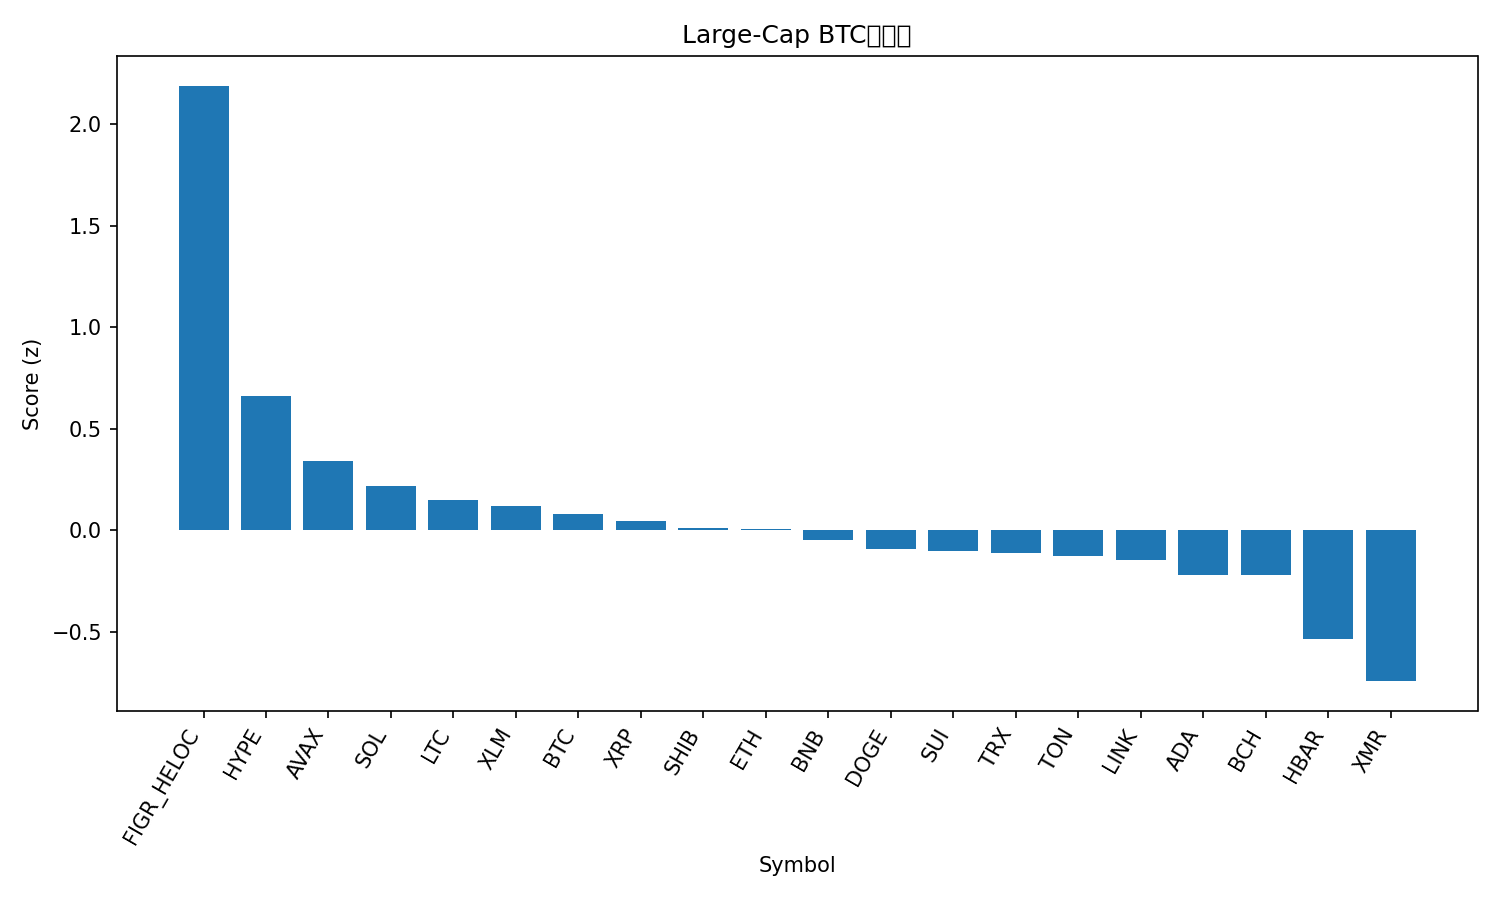 Large-Cap BTC
Score (z)
2.0
1.5
1.0
0.5
0.0
−0.5
FIGR_HELOC
HYPE
AVAX
SOL
LTC
XLM
BTC
XRP
SHIB
ETH
BNB
DOGE
SUI
TRX
TON
LINK
ADA
BCH
HBAR
XMR
Symbol